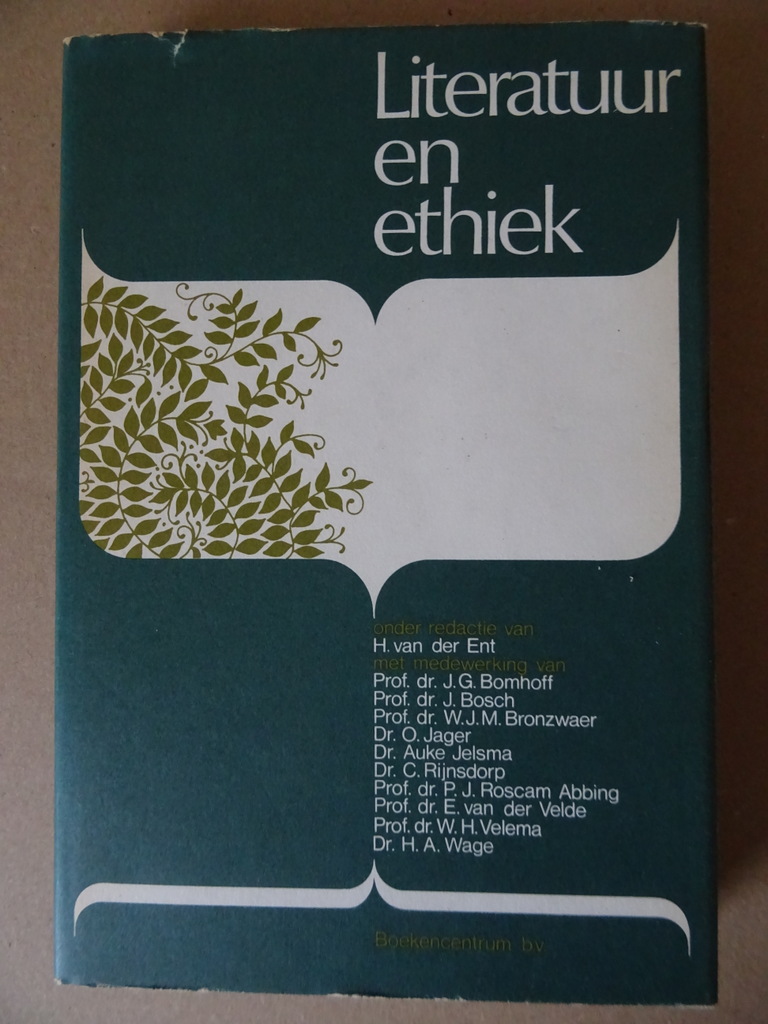 Literatuur
en
ethiek
onder redactie van
H. van der Ent
met medewerking van
Prof. dr. J.G. Bomhoff
Prof. dr. J. Bosch
Prof. dr. W.J.M. Bronzwaer
Dr. O. Jager
Dr. Auke Jelsma
Dr. C. Rijnsdorp
Prof. dr. P. J. Roscam Abbing
Prof. dr. E. van der Velde
Prof. dr. W. H. Velema
Dr. H. A. Wage
Boekencentrum b.v.